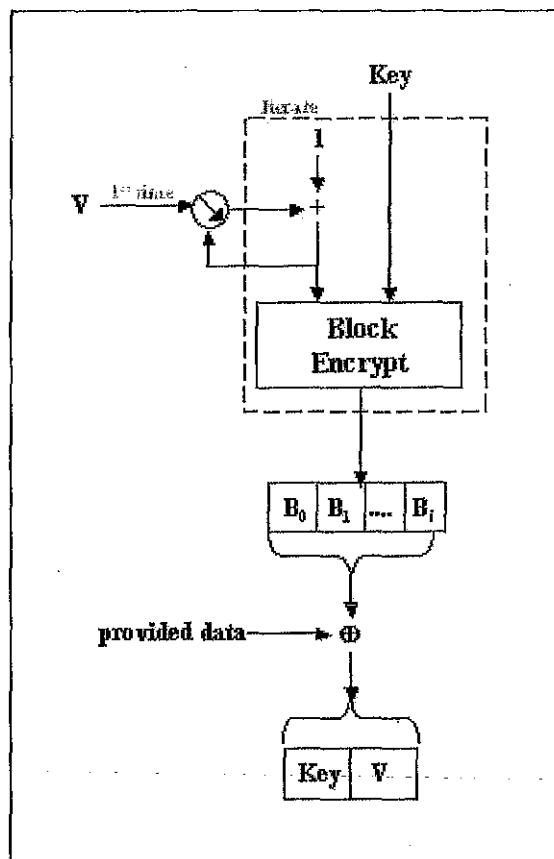 Key
Iterate
1
V 1st time
+
Block
Encrypt
B0 B1 .... Bi
provided data
Key V